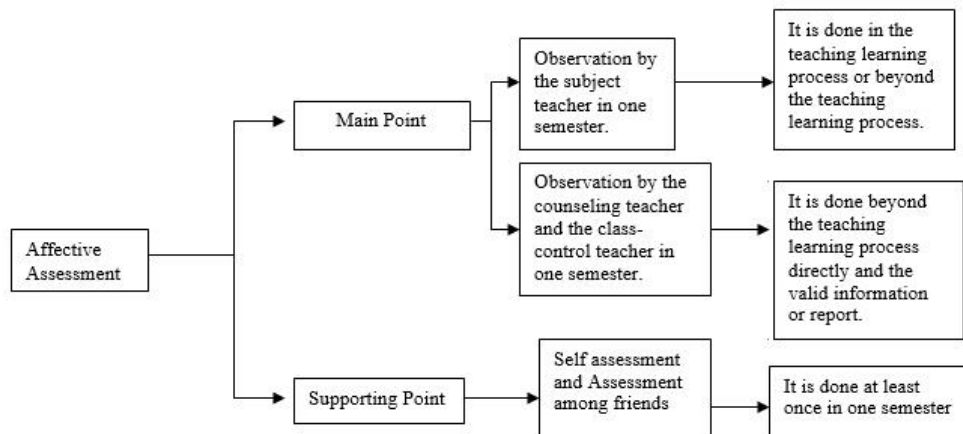 Affective
Assessment
Main Point
Observation by
the subject
teacher in one
semester.
It is done in the
teaching learning
process or beyond
the teaching
learning process.
Observation by the
counseling teacher
and the class-
control teacher in
one semester.
It is done beyond
the teaching
learning process
directly and the
valid information
or report.
Supporting Point
Self assessment
and Assessment
among friends
It is done at least
once in one semester